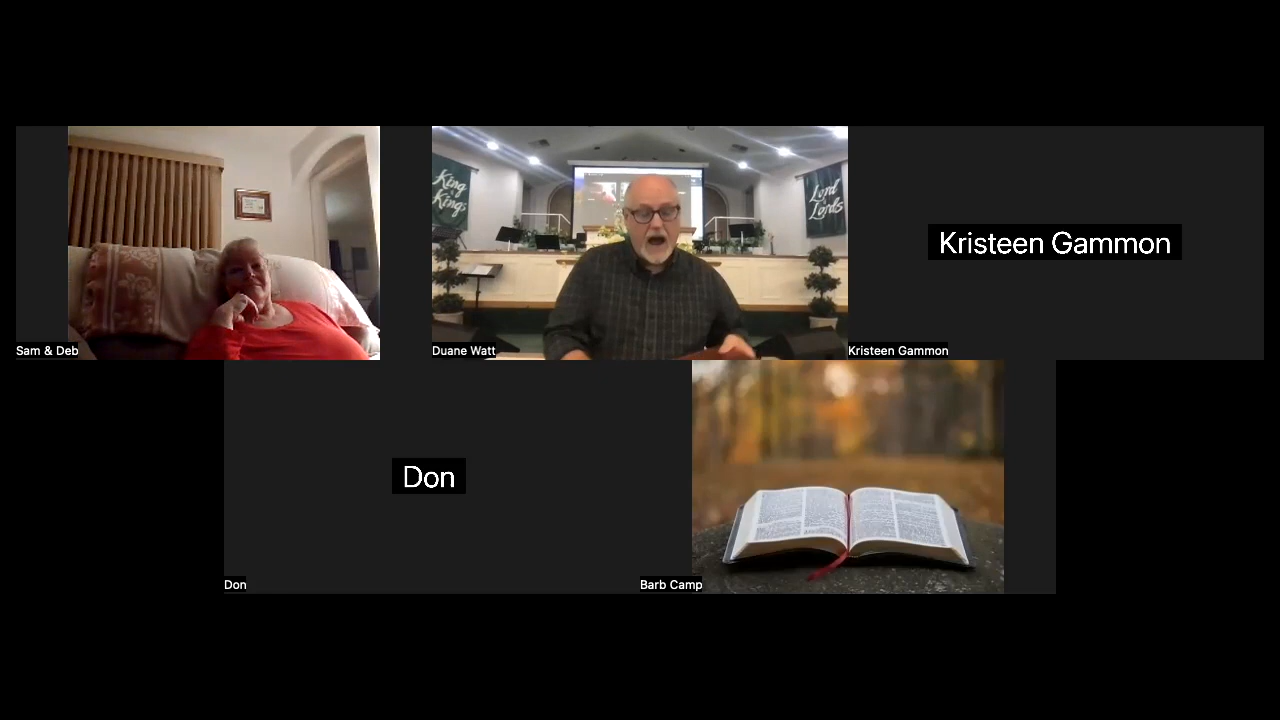 King
of
Kings
Lord
of
Lords
Kristeen Gammon
Sam & Deb
Duane Watt
Kristeen Gammon
Don
Don
Barb Camp